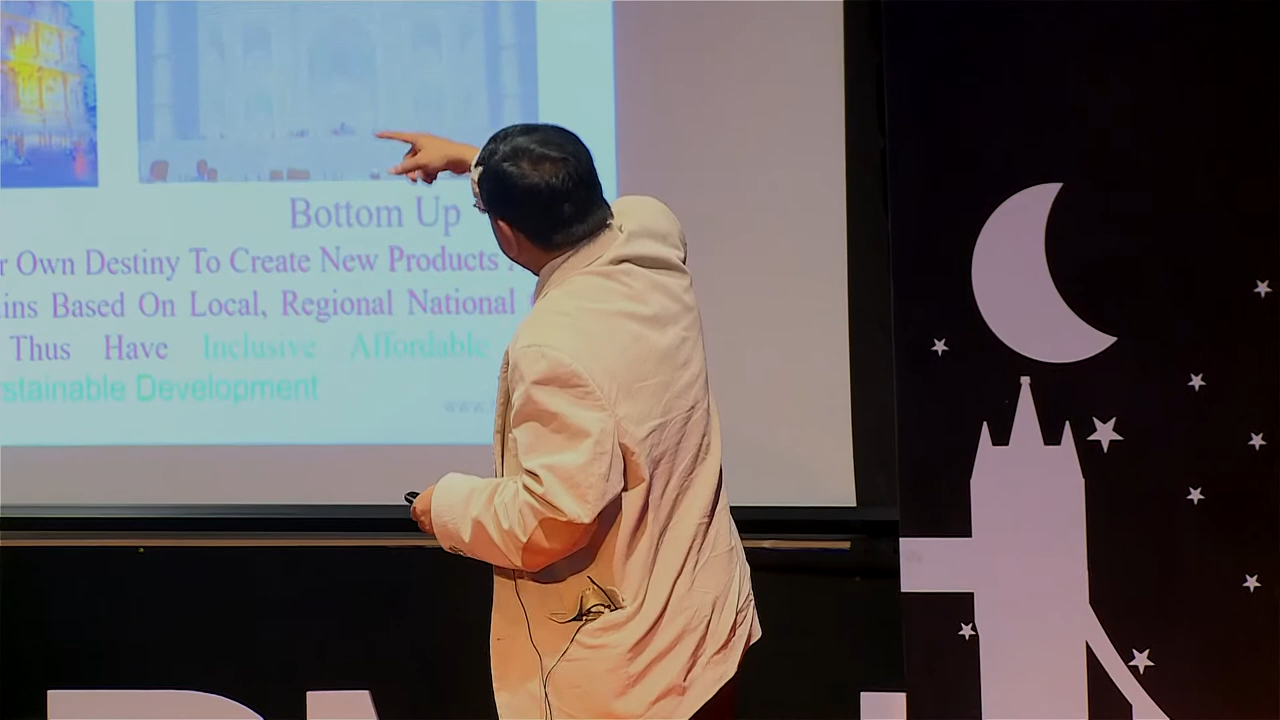 Bottom Up
r Own Destiny To Create New Products
ins Based On Local, Regional National
Thus Have Inclusive Affordable
stainable Development
www.